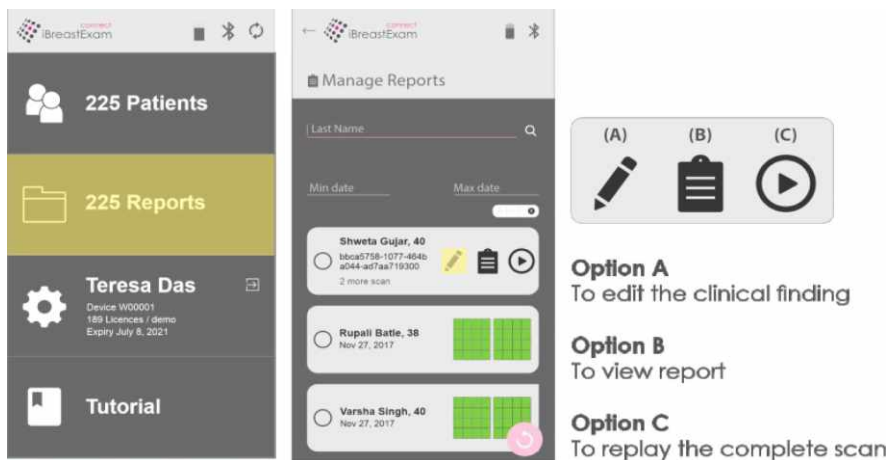 connect
iBreastExam
225 Patients
225 Reports
Teresa Das
Device W00001
189 Licences / demo
Expiry July 8, 2021
Tutorial
connect
iBreastExam
Manage Reports
Last Name
Min date Max date
Shweta Gujar, 40
bbca5758-1077-464b
a044-ad7aa719300
2 more scan
Rupali Batle, 38
Nov 27, 2017
Varsha Singh, 40
Nov 27, 2017
(A) (B) (C)
Option A
To edit the clinical finding
Option B
To view report
Option C
To replay the complete scan